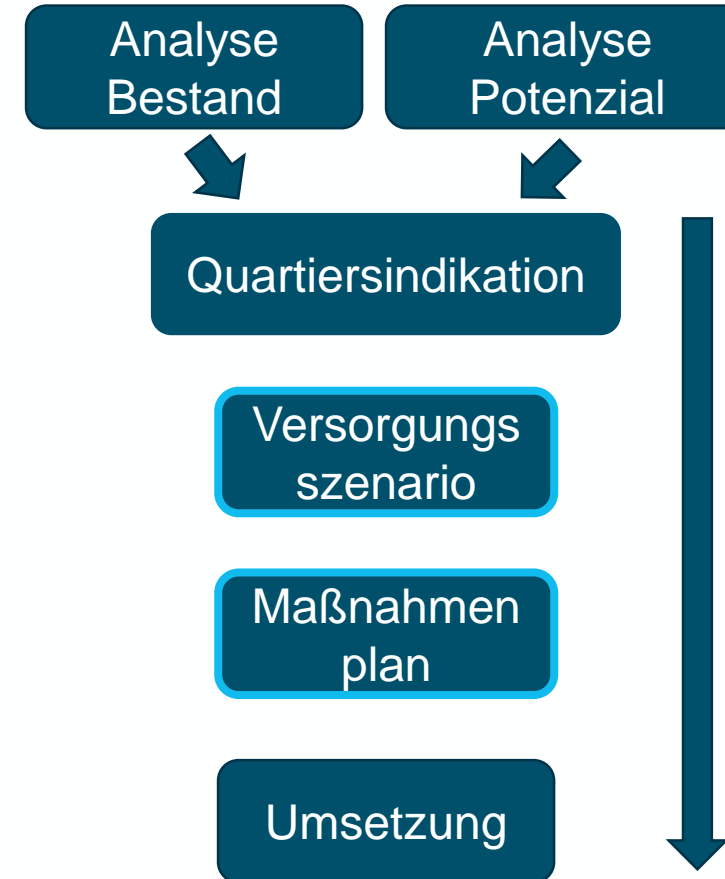 Analyse
Bestand
Analyse
Potenzial
Quartiersindikation
Versorgungs
szenario
Maßnahmen
plan
Umsetzung